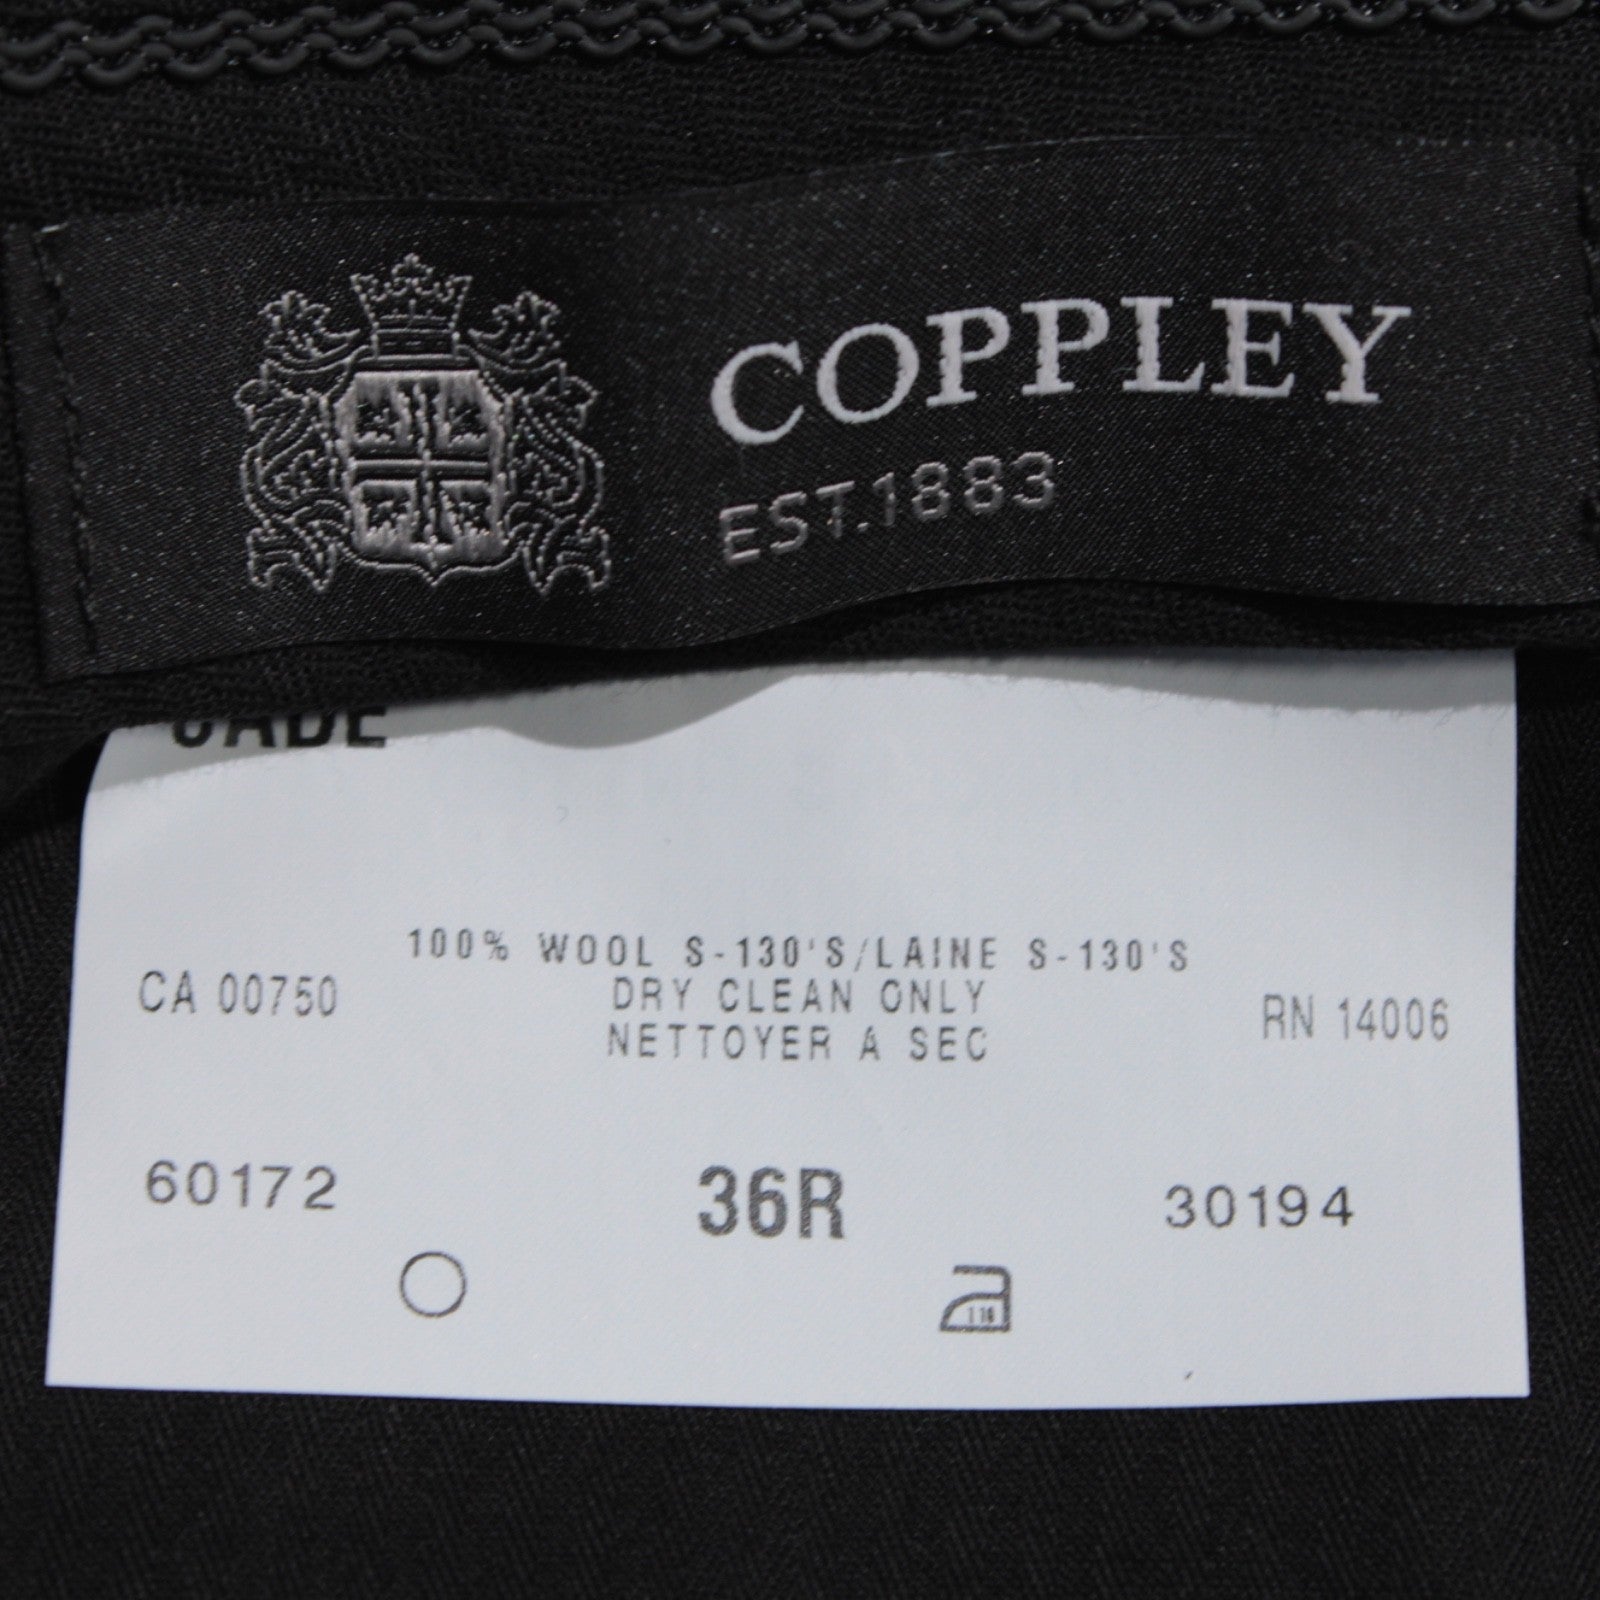 COPPLEY
EST.1883
100% WOOL S-130'S/LAINE S-130'S
CA 00750 DRY CLEAN ONLY RN 14006
NETTOYER A SEC
60172 36R 30194